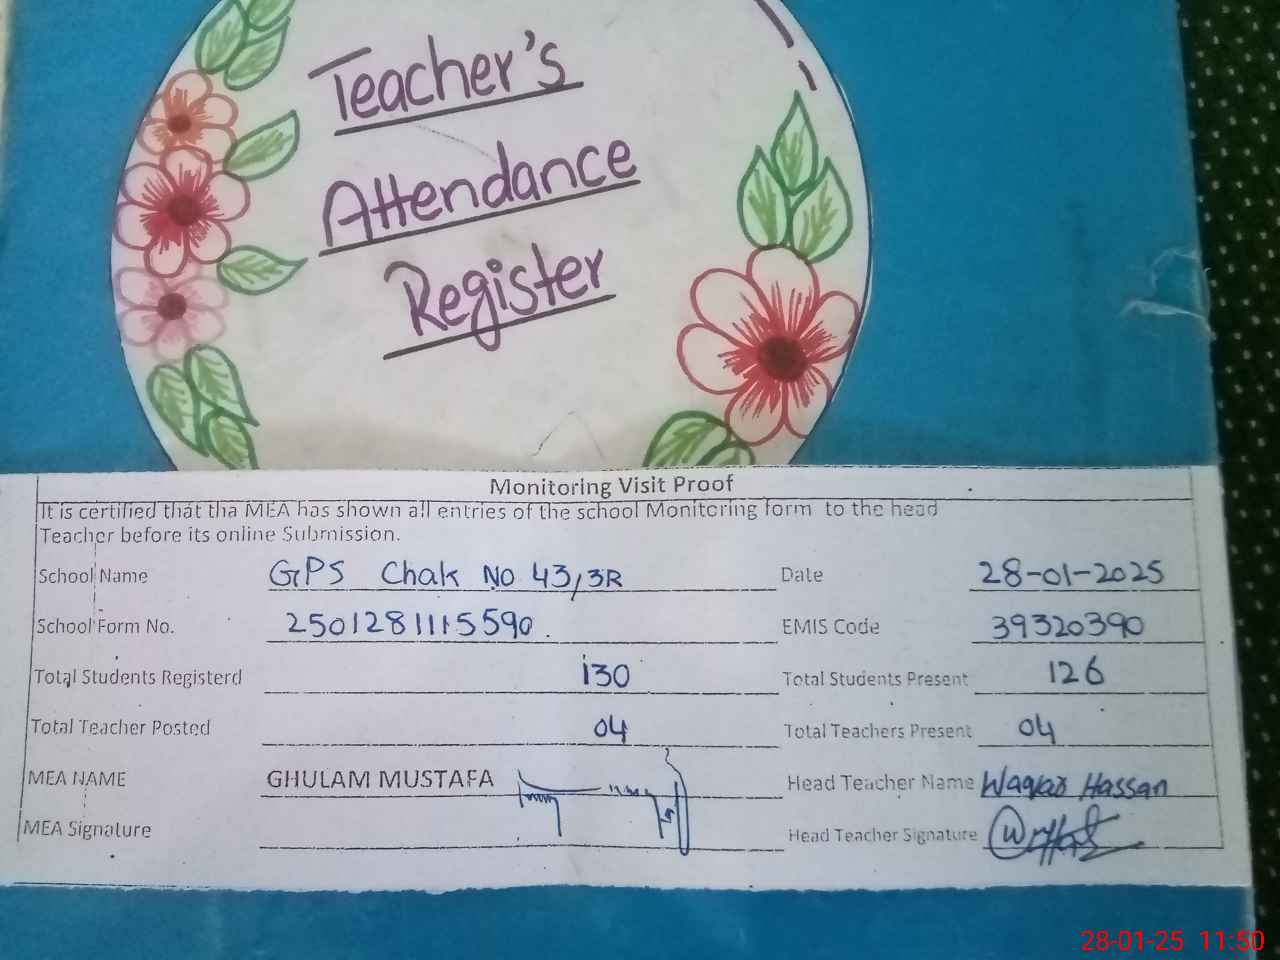 Teacher's
Attendance
Register
Monitoring Visit Proof
It is certified that tha MEA has shown all entries of the school Monitoring form to the head
Teacher before its online Submission.
School Name GPS Chak No 43/3R Date 28-01-2025
School Form No. 2501281115590. EMIS Code 39320390
Total Students Registerd 130 Total Students Present 126
Total Teacher Posted 04 Total Teachers Present 04
MEA NAME GHULAM MUSTAFA Head Teacher Name Waqar Hassan
MEA Signature Head Teacher Signature
28-01-25 11:50